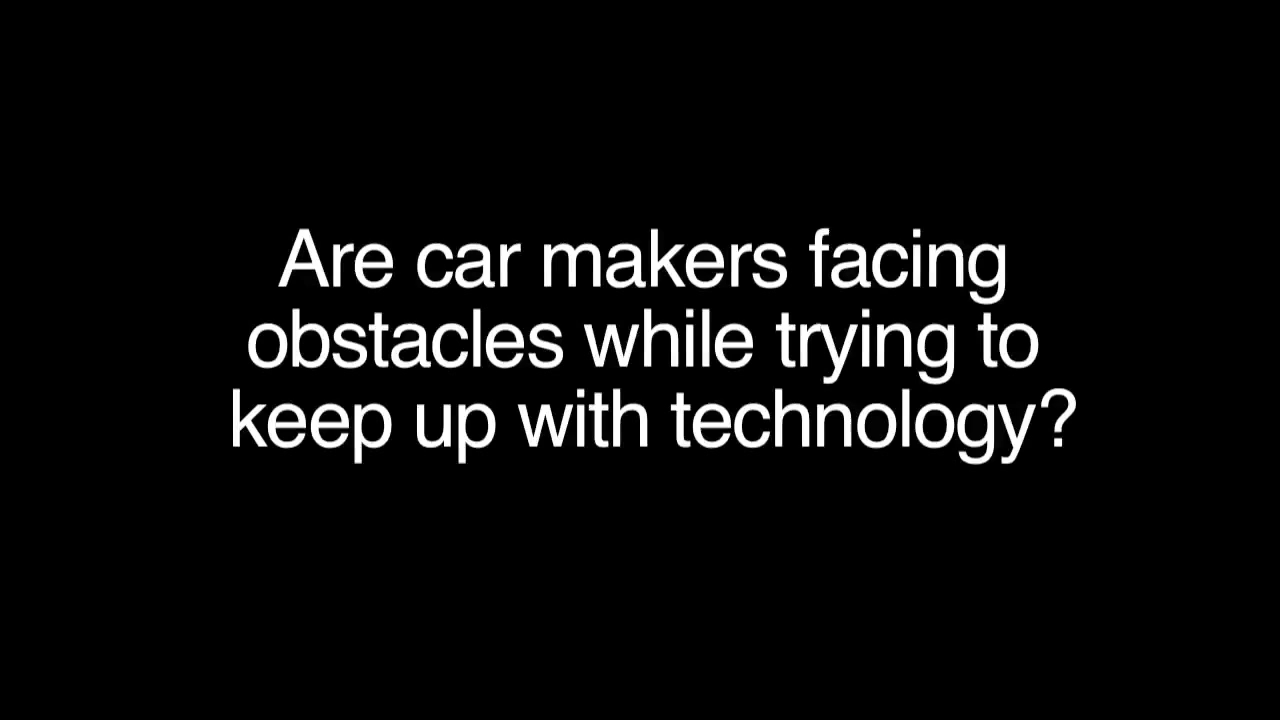 Are car makers facing
obstacles while trying to
keep up with technology?